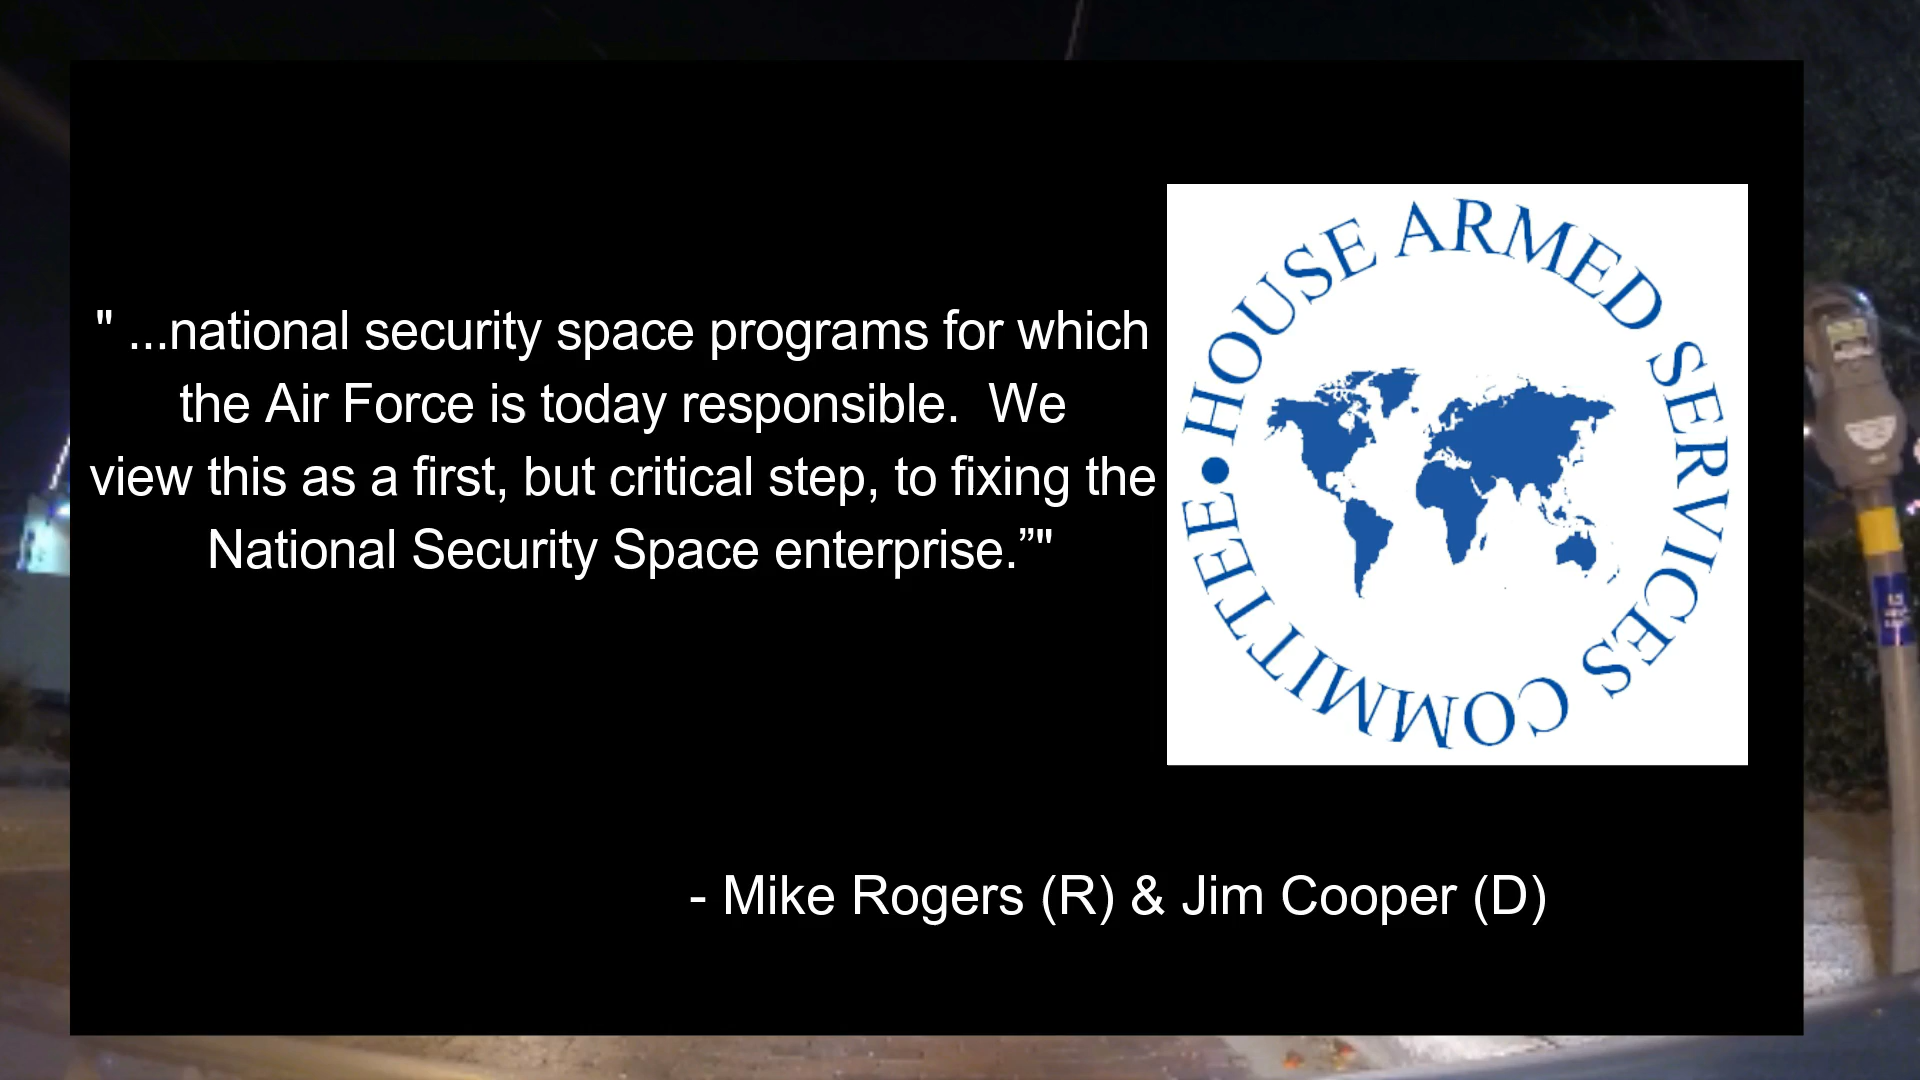 " ...national security space programs for which
the Air Force is today responsible.  We
view this as a first, but critical step, to fixing the
National Security Space enterprise.”"
HOUSE ARMED SERVICES COMMITTEE •
- Mike Rogers (R) & Jim Cooper (D)